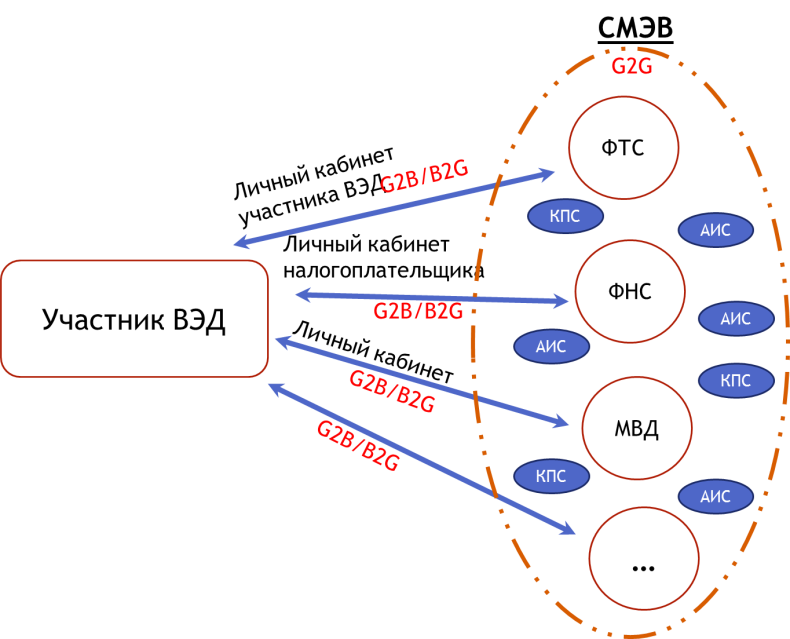 СМЭВ
G2G
ФТС
Личный кабинет
участника ВЭД
G2B/B2G
КПС
АИС
Личный кабинет
налогоплательщика
G2B/B2G
ФНС
АИС
Участник ВЭД
АИС
Личный кабинет
G2B/B2G
КПС
МВД
G2B/B2G
КПС
АИС
...